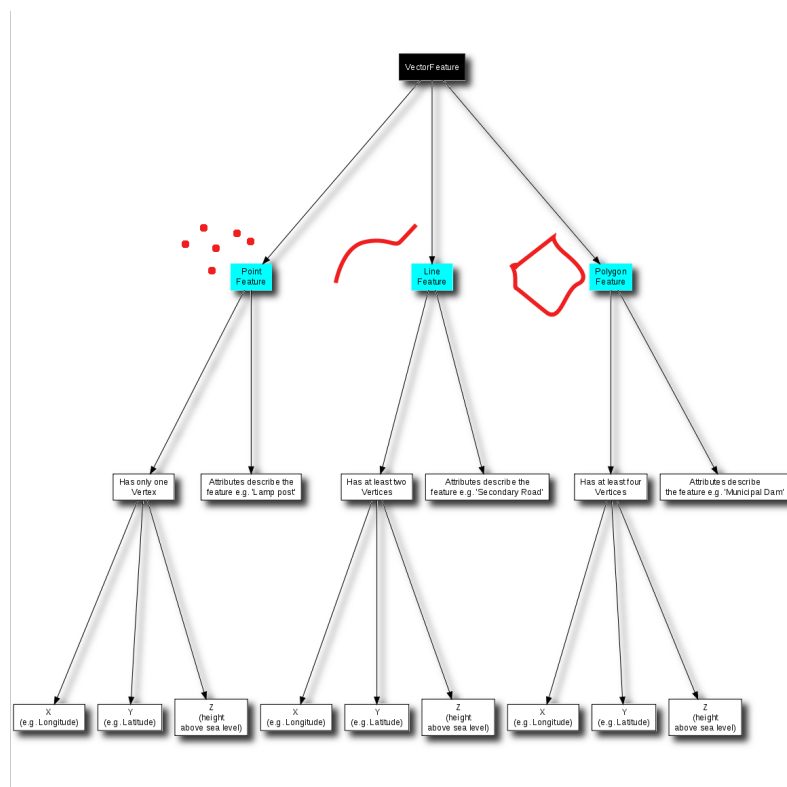 VectorFeature
Point
Feature
Line
Feature
Polygon
Feature
Has only one
Vertex
Attributes describe the
feature e.g. 'Lamp post'
Has at least two
Vertices
Attributes describe the
feature e.g. 'Secondary Road'
Has at least four
Vertices
Attributes describe
the feature e.g. 'Municipal Dam'
X
(e.g. Longitude)
Y
(e.g. Latitude)
Z
(height
above sea level)
X
(e.g. Longitude)
Y
(e.g. Latitude)
Z
(height
above sea level)
X
(e.g. Longitude)
Y
(e.g. Latitude)
Z
(height
above sea level)